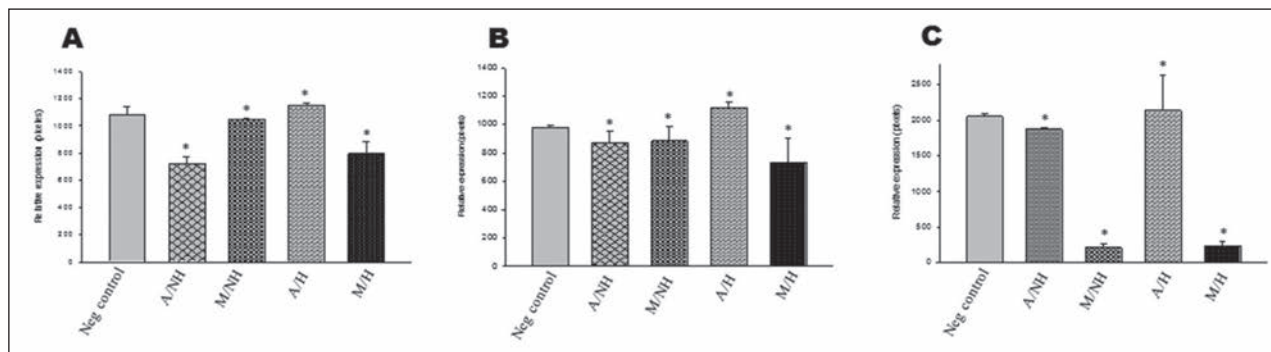 A
Relative expression (pixeles)
1400
1200
1000
800
600
400
200
0
*
*
*
*
Neg control
A/NH
M/NH
A/H
M/H
B
Relative expression (pixels)
1400
1200
1000
800
600
400
200
0
*
*
*
*
Neg control
A/NH
M/NH
A/H
M/H
C
Relative expression (pixels)
2500
2000
1500
1000
500
0
*
*
*
*
Neg control
A/NH
M/NH
A/H
M/H